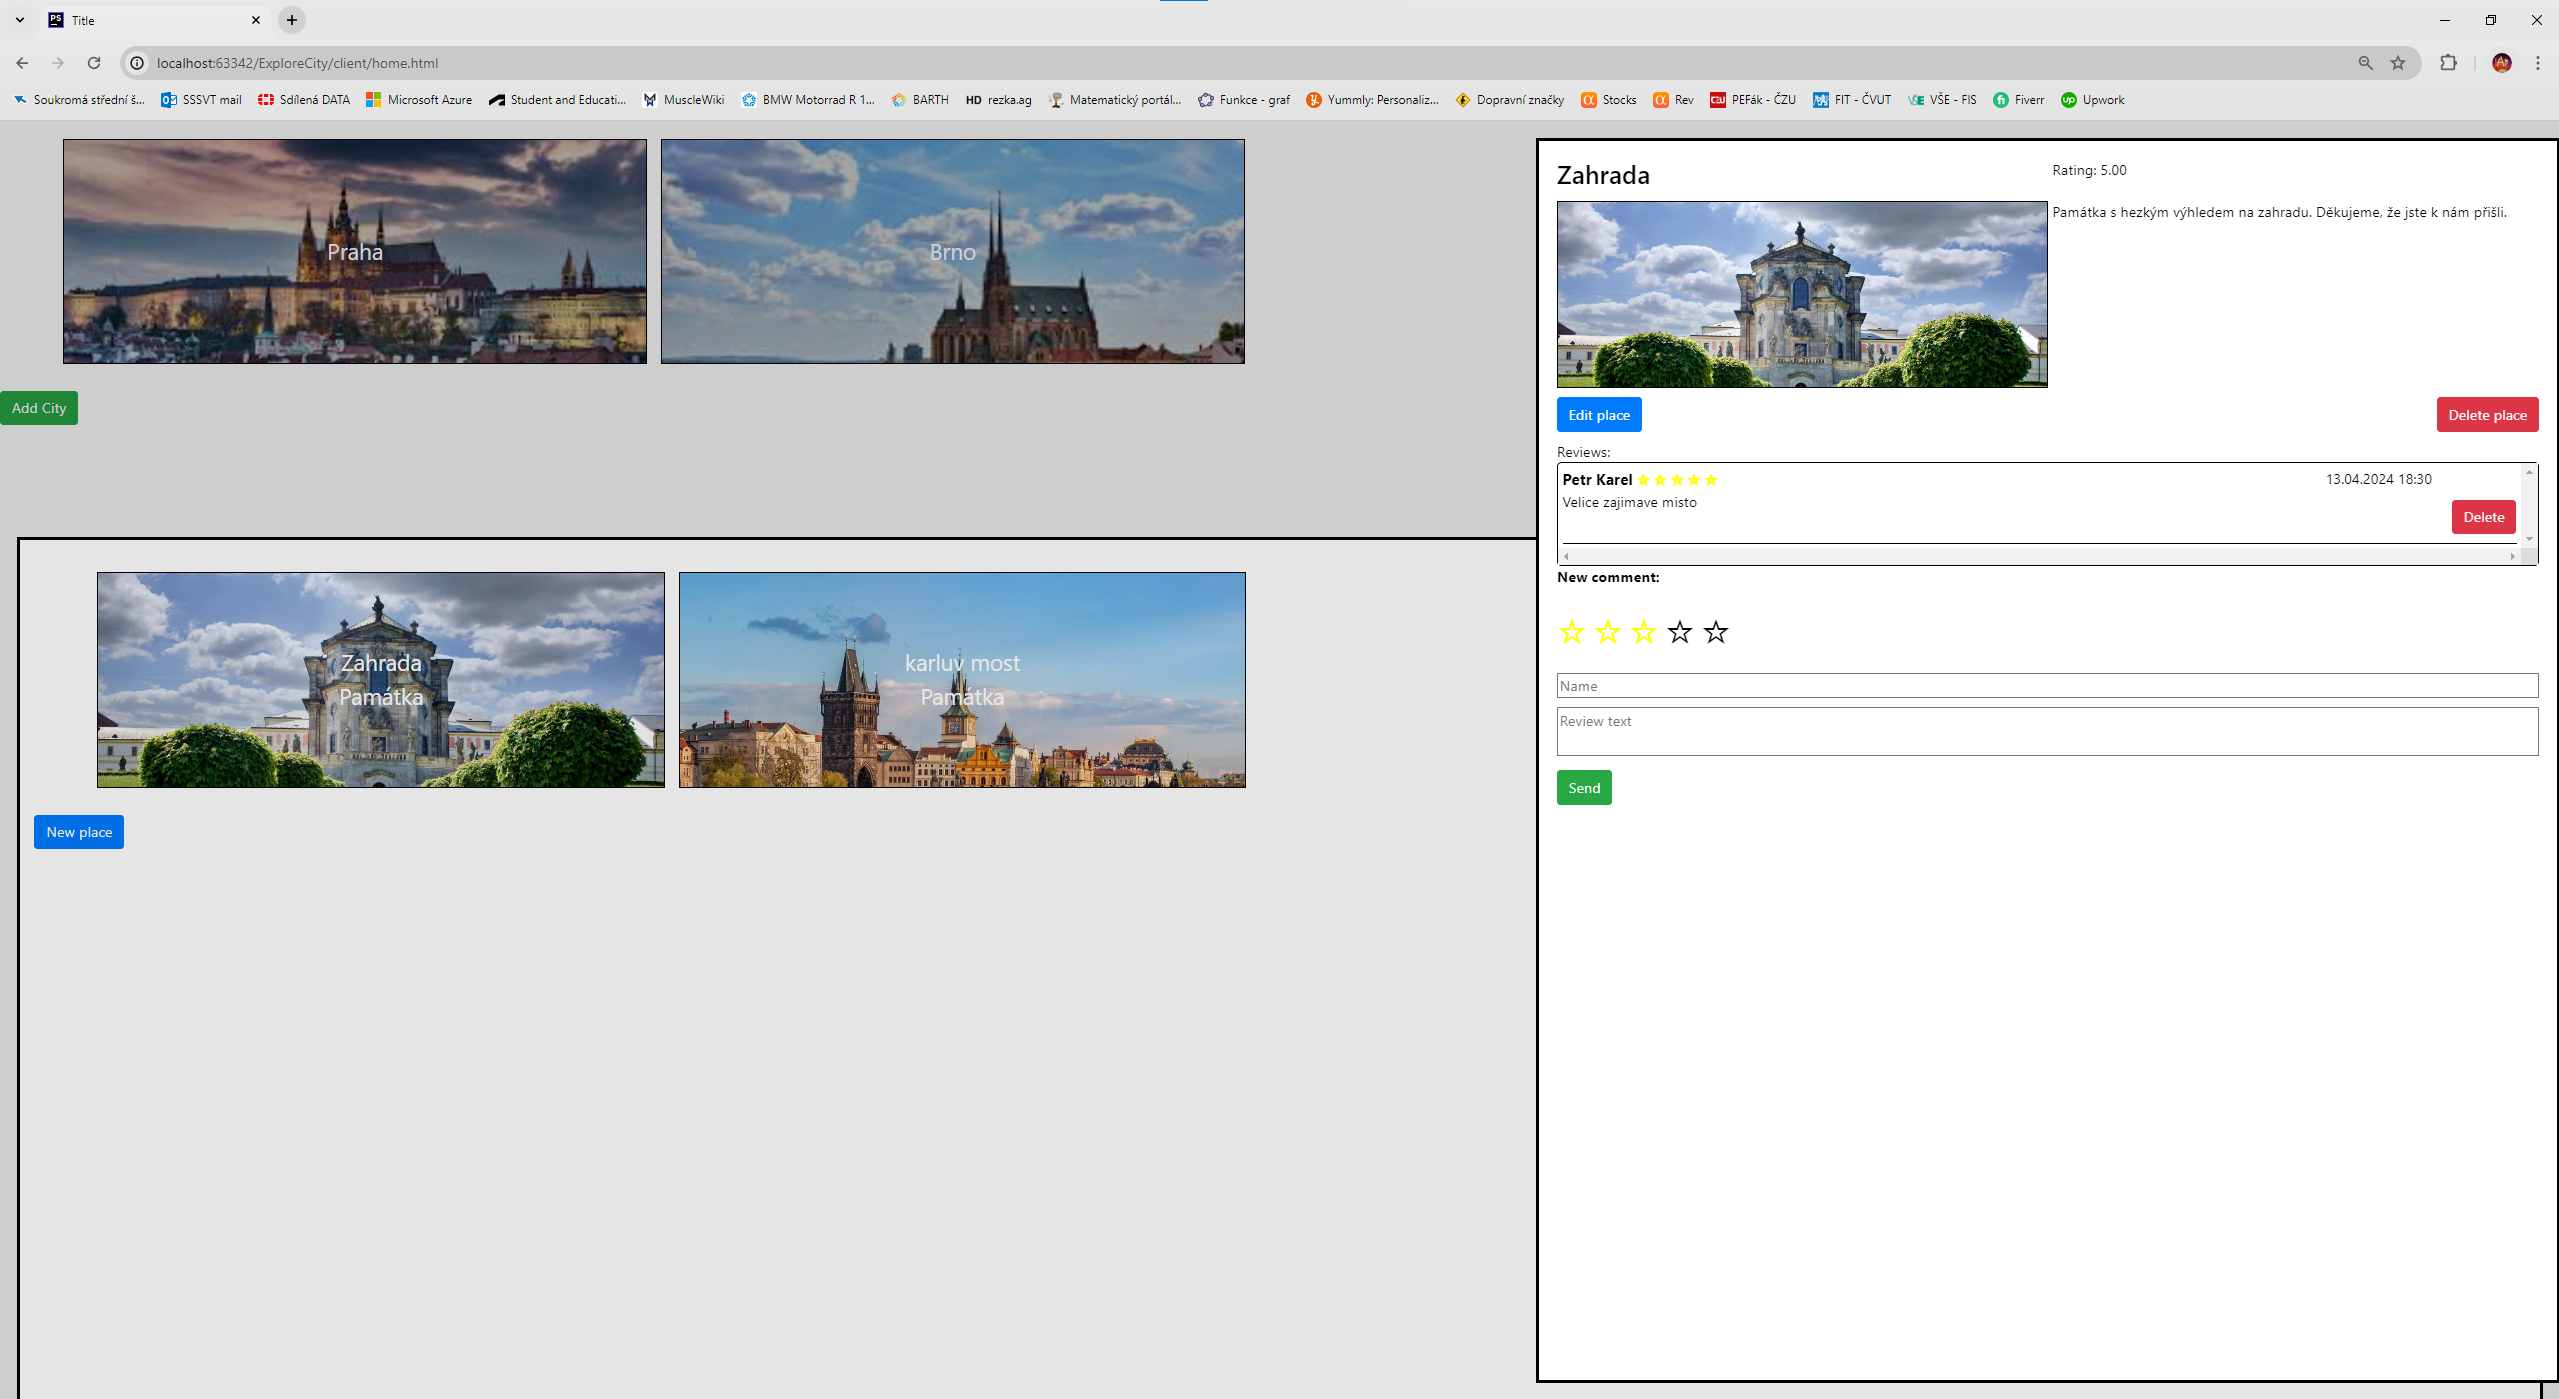 Title
localhost:63342/ExploreCity/client/home.html
Soukromá střední š... SSSVT mail Sdílená DATA Microsoft Azure Student and Educati... MuscleWiki BMW Motorrad R 1... BARTH HD rezka.ag Matematický portál... Funkce - graf Yummly: Personaliz... Dopravní značky Stocks Rev PEFák - ČZU FIT - ČVUT VŠE - FIS Fiverr Upwork
Praha
Brno
Add City
Zahrada
Památka
karluv most
Památka
New place
Zahrada
Rating: 5.00
Památka s hezkým výhledem na zahradu. Děkujeme, že jste k nám přišli.
Edit place
Delete place
Reviews:
Petr Karel ☆☆☆☆☆ 13.04.2024 18:30
Velice zajimave misto
Delete
New comment:
☆☆☆☆☆
Name
Review text
Send